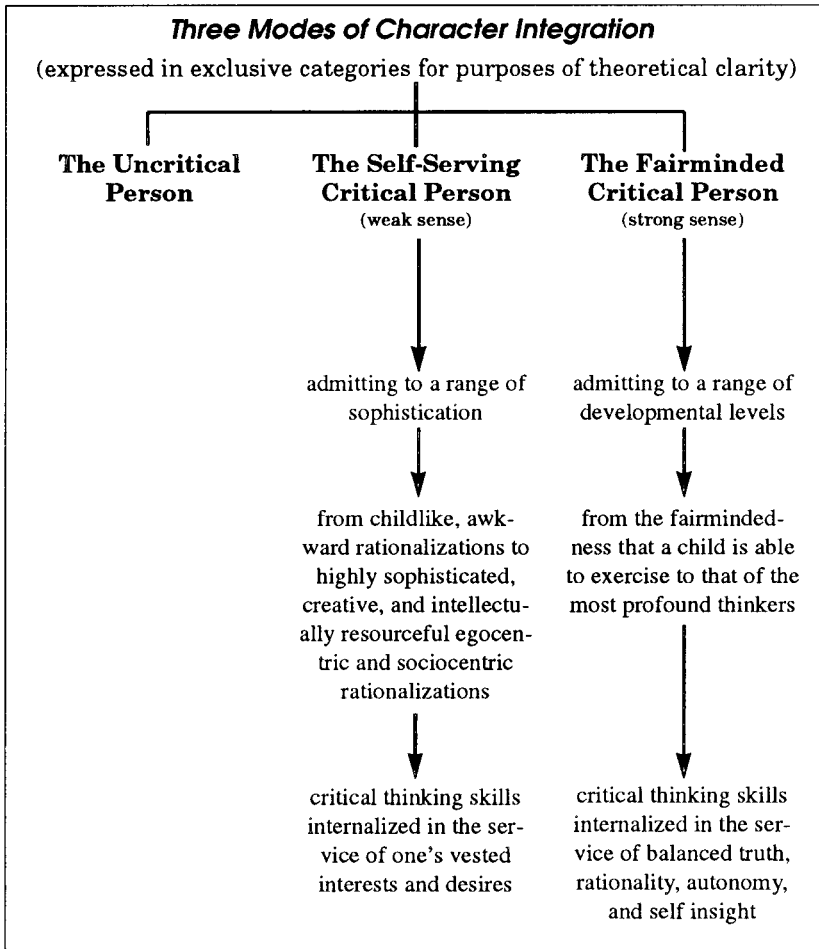 Three Modes of Character Integration
(expressed in exclusive categories for purposes of theoretical clarity)
The Uncritical
Person
The Self-Serving
Critical Person
(weak sense)
The Fairminded
Critical Person
(strong sense)
admitting to a range of
sophistication
admitting to a range of
developmental levels
from childlike, awk-
ward rationalizations to
highly sophisticated,
creative, and intellectu-
ally resourceful egocen-
tric and sociocentric
rationalizations
from the fairminded-
ness that a child is able
to exercise to that of the
most profound thinkers
critical thinking skills
internalized in the ser-
vice of one's vested
interests and desires
critical thinking skills
internalized in the ser-
vice of balanced truth,
rationality, autonomy,
and self insight